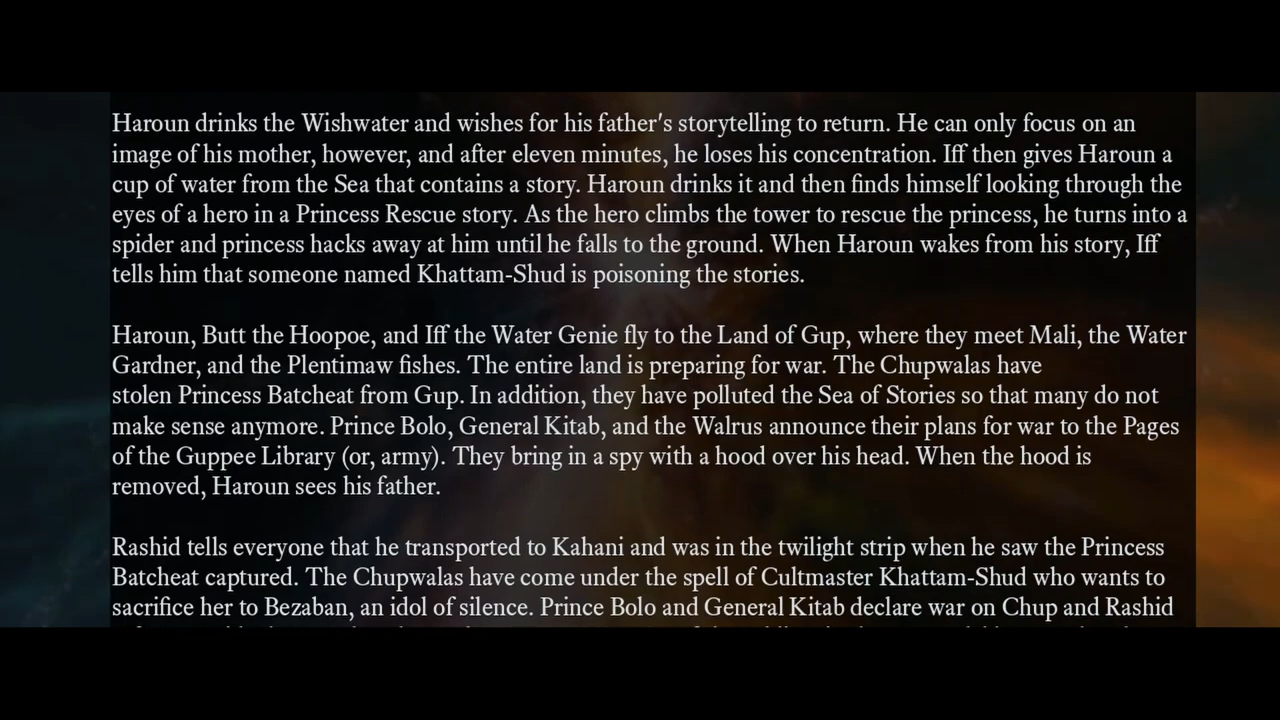 Haroun drinks the Wishwater and wishes for his father's storytelling to return. He can only focus on an
image of his mother, however, and after eleven minutes, he loses his concentration. Iff then gives Haroun a
cup of water from the Sea that contains a story. Haroun drinks it and then finds himself looking through the
eyes of a hero in a Princess Rescue story. As the hero climbs the tower to rescue the princess, he turns into a
spider and princess hacks away at him until he falls to the ground. When Haroun wakes from his story, Iff
tells him that someone named Khattam-Shud is poisoning the stories.
Haroun, Butt the Hoopoe, and Iff the Water Genie fly to the Land of Gup, where they meet Mali, the Water
Gardner, and the Plentimaw fishes. The entire land is preparing for war. The Chupwalas have
stolen Princess Batcheat from Gup. In addition, they have polluted the Sea of Stories so that many do not
make sense anymore. Prince Bolo, General Kitab, and the Walrus announce their plans for war to the Pages
of the Guppee Library (or, army). They bring in a spy with a hood over his head. When the hood is
removed, Haroun sees his father.
Rashid tells everyone that he transported to Kahani and was in the twilight strip when he saw the Princess
Batcheat captured. The Chupwalas have come under the spell of Cultmaster Khattam-Shud who wants to
sacrifice her to Bezaban, an idol of silence. Prince Bolo and General Kitab declare war on Chup and Rashid